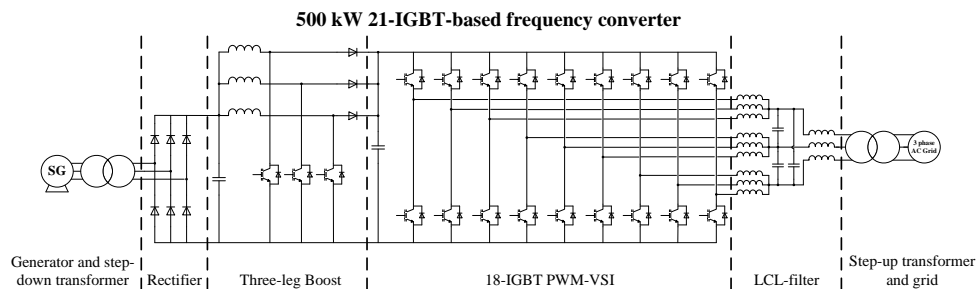 500 kW 21-IGBT-based frequency converter
SG
3 phase
AC Grid
Generator and step-
down transformer
Rectifier
Three-leg Boost
18-IGBT PWM-VSI
LCL-filter
Step-up transformer
and grid